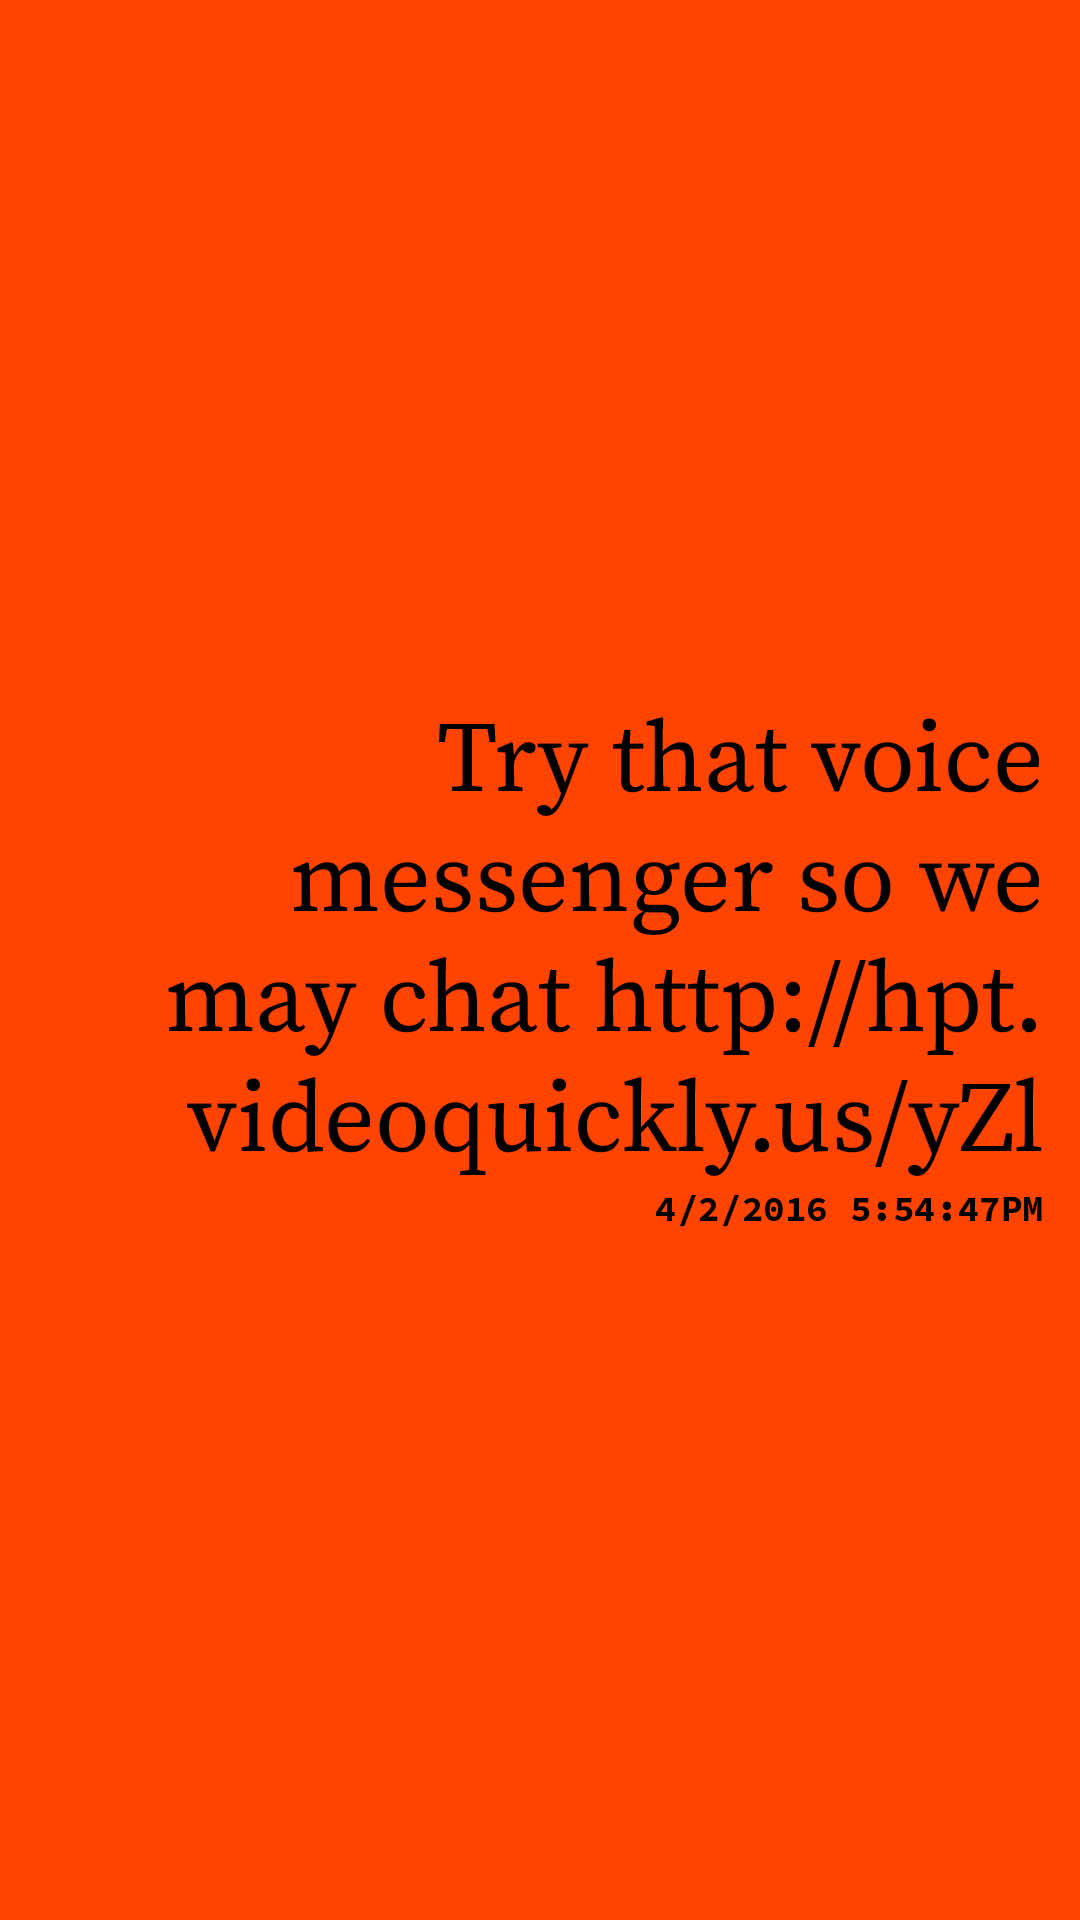 Try that voice
messenger so we
may chat http://hpt.
videoquickly.us/yZl
4/2/2016 5:54:47PM